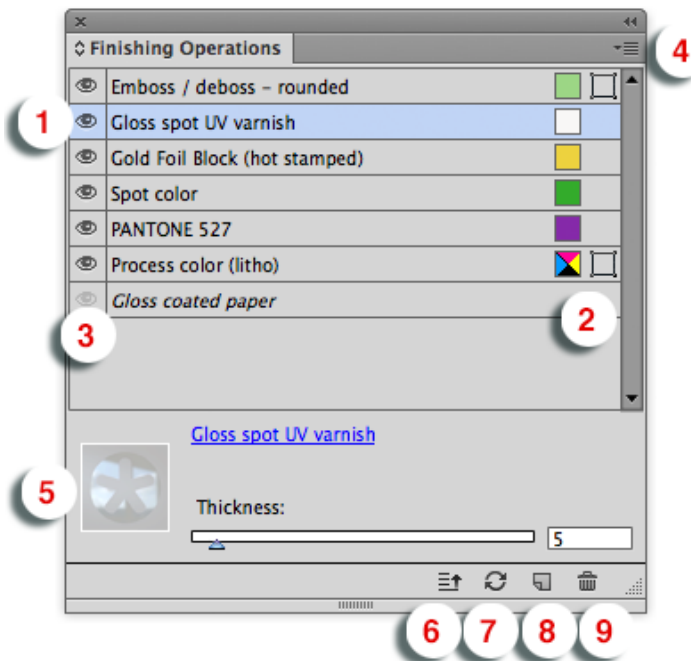 Finishing Operations
4
Emboss / deboss – rounded
1
Gloss spot UV varnish
Gold Foil Block (hot stamped)
Spot color
PANTONE 527
Process color (litho)
Gloss coated paper
2
3
Gloss spot UV varnish
5
Thickness:
5
6 7 8 9